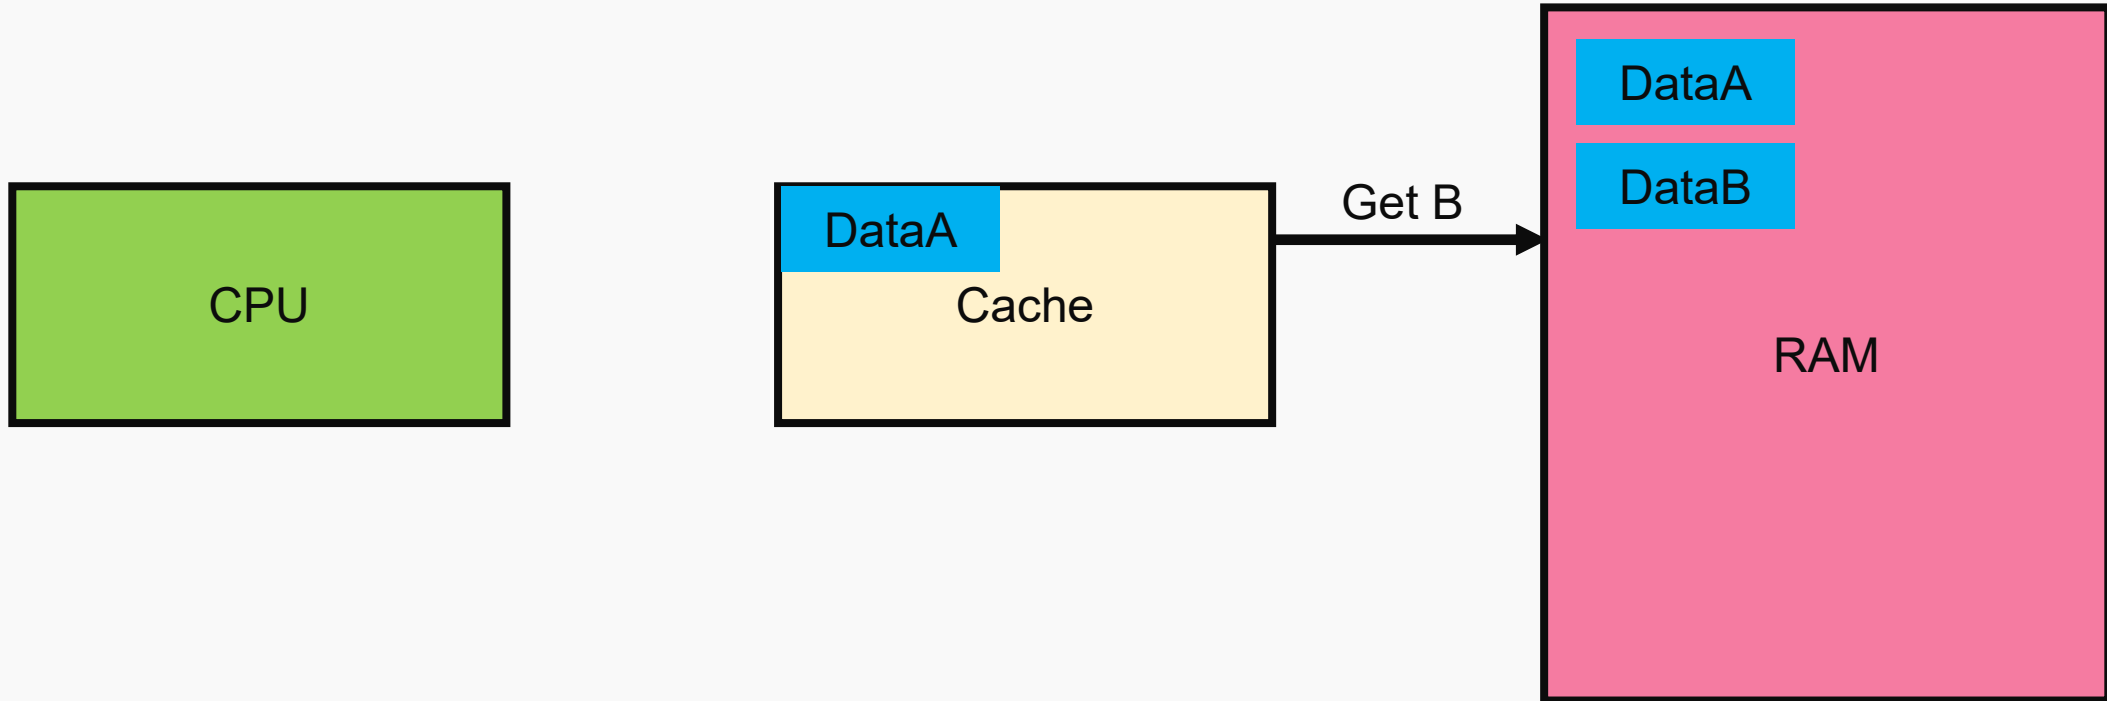 CPU
DataA
Cache
Get B
DataA
DataB
RAM